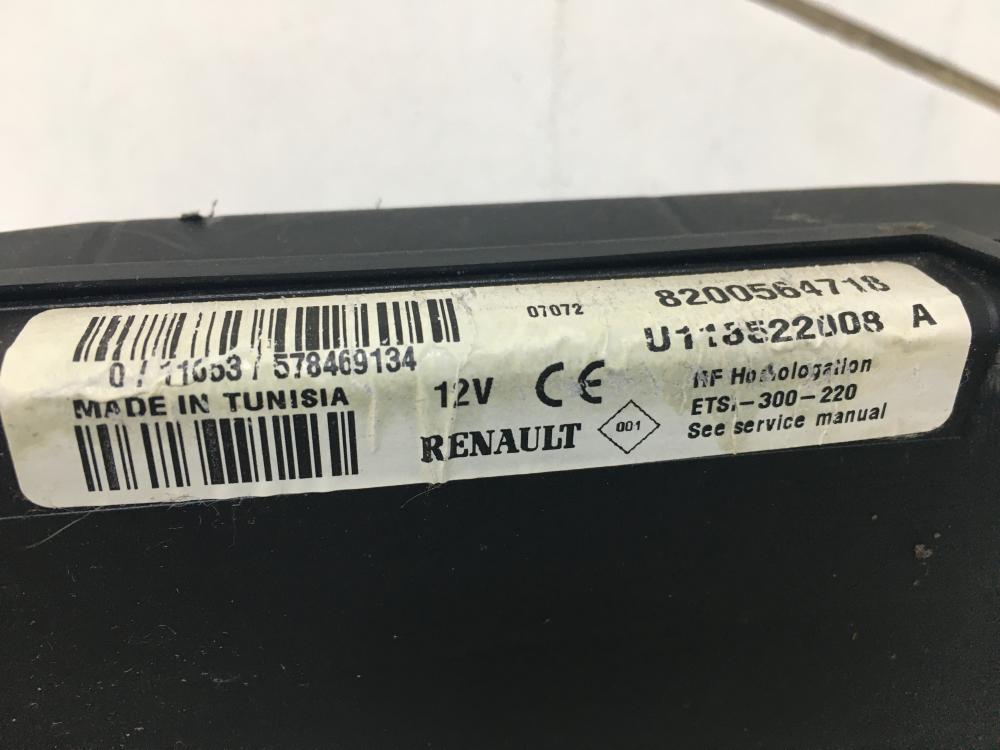 07072
8200564718
U118522008 A
0 / 11053 / 578469134
MADE IN TUNISIA
12V CE
RENAULT
001
RF Homologation
ETSI-300-220
See service manual